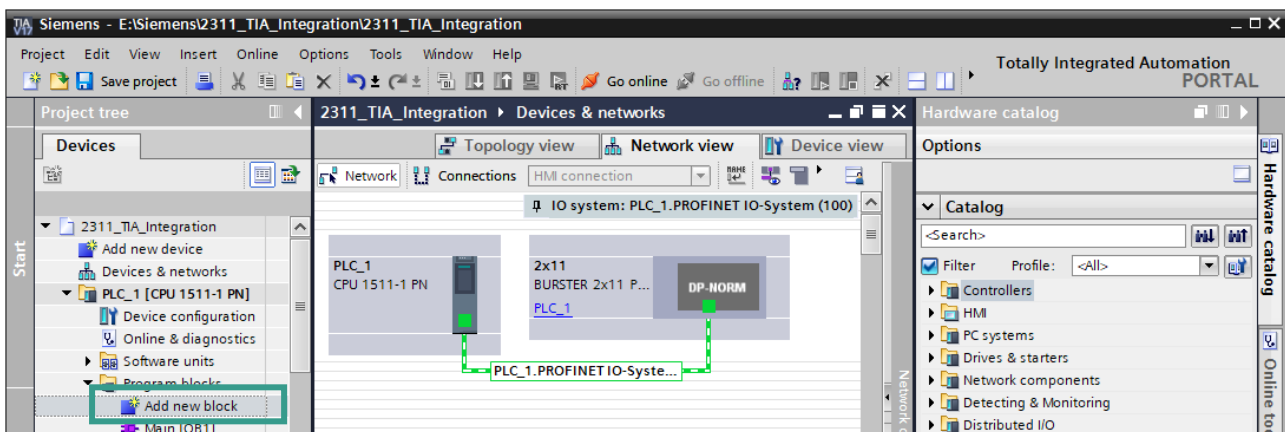 Siemens - E:\Siemens\2311_TIA_Integration\2311_TIA_Integration
Project Edit View Insert Online Options Tools Window Help
Totally Integrated Automation
PORTAL
Save project Go online Go offline
Project tree
2311_TIA_Integration Devices & networks
Hardware catalog
Devices
Topology view Network view Device view
Options
Network Connections HMI connection
IO system: PLC_1.PROFINET IO-System (100)
Catalog
<Search>
Filter Profile: <All>
Start
2311_TIA_Integration
Add new device
Devices & networks
PLC_1 [CPU 1511-1 PN]
Device configuration
Online & diagnostics
Software units
Program blocks
Add new block
Main [OB1]
PLC_1
CPU 1511-1 PN
2x11
BURSTER 2x11 P...
PLC_1
DP-NORM
PLC_1.PROFINET IO-Syste...
Controllers
HMI
PC systems
Drives & starters
Network components
Detecting & Monitoring
Distributed I/O
Hardware catalog
Online